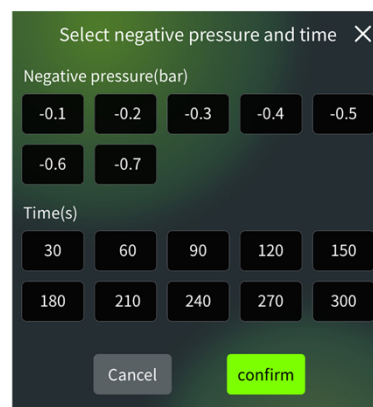 Select negative pressure and time
Negative pressure(bar)
-0.1 -0.2 -0.3 -0.4 -0.5
-0.6 -0.7
Time(s)
30 60 90 120 150
180 210 240 270 300
Cancel confirm